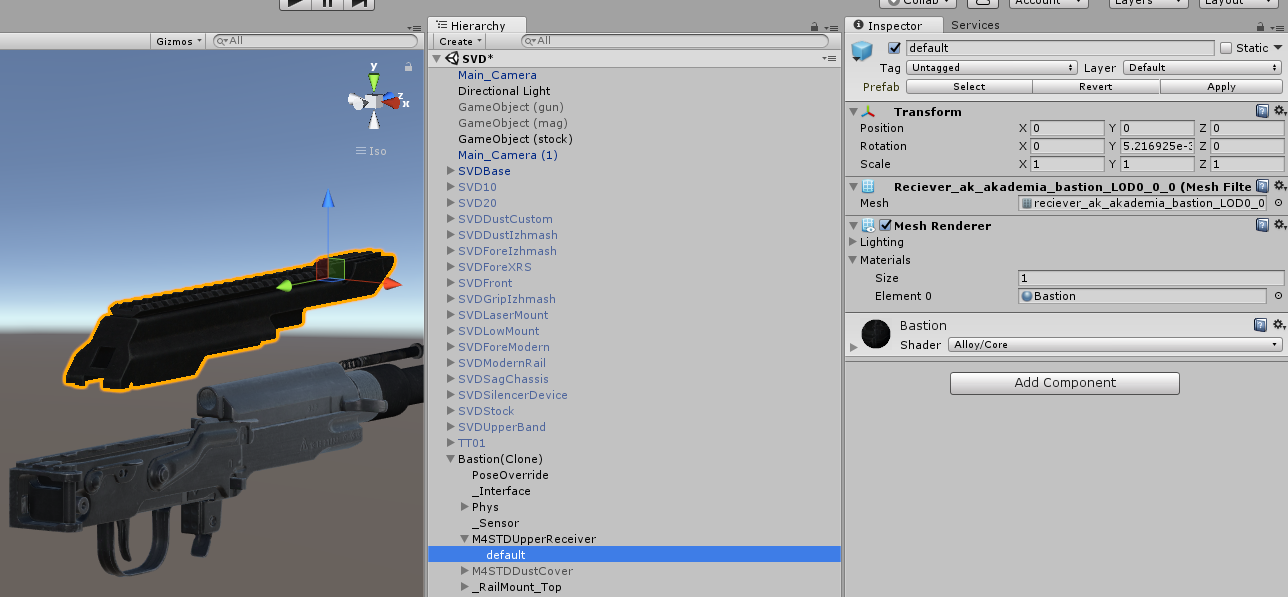 Collab
Account
Layers
Layout
Gizmos
All
y
z
x
Iso
Hierarchy
Create
All
SVD*
Main_Camera
Directional Light
GameObject (gun)
GameObject (mag)
GameObject (stock)
Main_Camera (1)
SVDBase
SVD10
SVD20
SVDDustCustom
SVDDustIzhmash
SVDForeIzhmash
SVDForeXRS
SVDFront
SVDGripIzhmash
SVDLaserMount
SVDLowMount
SVDForeModern
SVDModernRail
SVDSagChassis
SVDSilencerDevice
SVDStock
SVDUpperBand
TT01
Bastion(Clone)
PoseOverride
_Interface
Phys
_Sensor
M4STDUpperReceiver
default
M4STDDustCover
_RailMount_Top
Inspector Services
default Static
Tag Untagged Layer Default
Prefab Select Revert Apply
Transform
Position X 0 Y 0 Z 0
Rotation X 0 Y 5.216925e-3 Z 0
Scale X 1 Y 1 Z 1
Reciever_ak_akademia_bastion_LOD0_0_0 (Mesh Filte
Mesh reciever_ak_akademia_bastion_LOD0_0
Mesh Renderer
Lighting
Materials
Size 1
Element 0 Bastion
Bastion
Shader Alloy/Core
Add Component